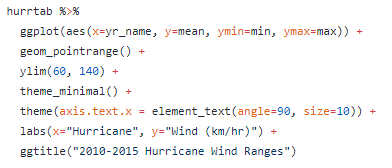 hurrtab %>%
  ggplot(aes(x=yr_name, y=mean, ymin=min, ymax=max)) +
  geom_pointrange() +
  ylim(60, 140) +
  theme_minimal() +
  theme(axis.text.x = element_text(angle=90, size=10)) +
  labs(x="Hurricane", y="Wind (km/hr)") +
  ggtitle("2010-2015 Hurricane Wind Ranges")